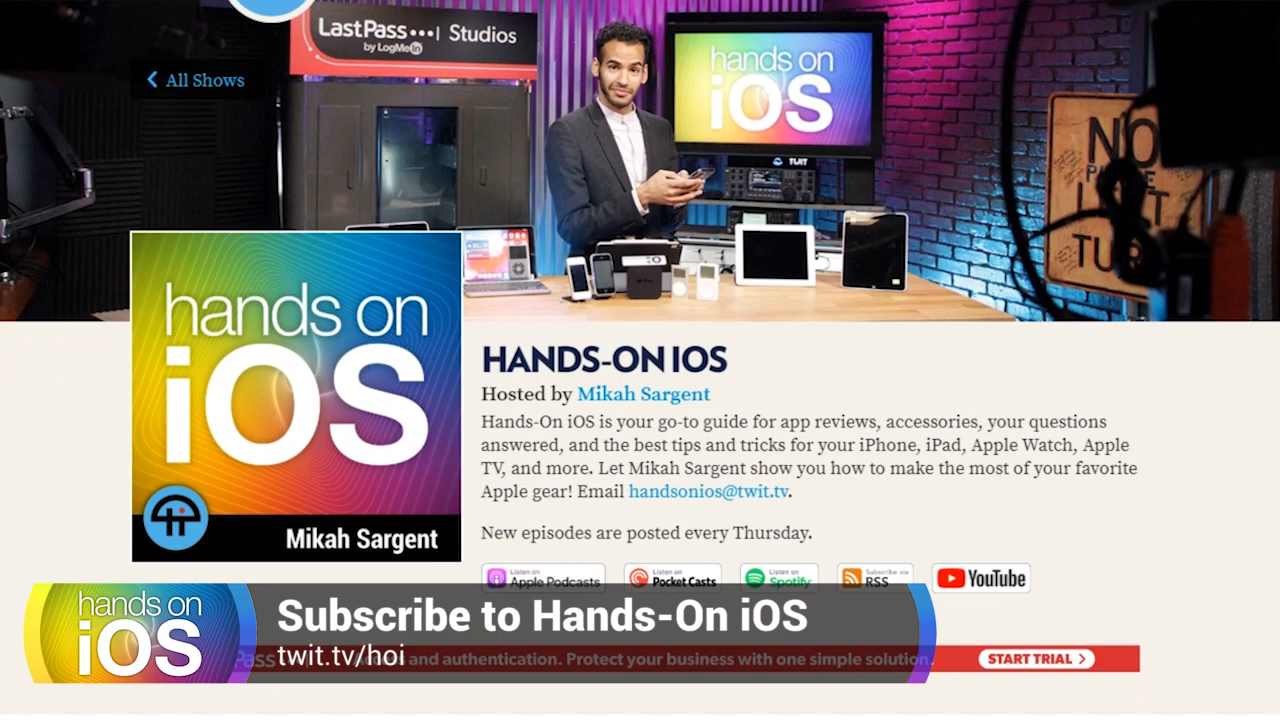 LastPass•••| Studios
by LogMeIn
All Shows
hands on
iOS
TWiT
NO
TU
hands on
iOS
Mikah Sargent
HANDS-ON IOS
Hosted by Mikah Sargent
Hands-On iOS is your go-to guide for app reviews, accessories, your questions
answered, and the best tips and tricks for your iPhone, iPad, Apple Watch, Apple
TV, and more. Let Mikah Sargent show you how to make the most of your favorite
Apple gear! Email handsonios@twit.tv.
New episodes are posted every Thursday.
Listen on
Apple Podcasts
Listen on
Pocket Casts
Listen on
Spotify
Subscribe via
RSS
YouTube
hands on
iOS
Subscribe to Hands-On iOS
twit.tv/hoi
and authentication. Protect your business with one simple solution.
START TRIAL